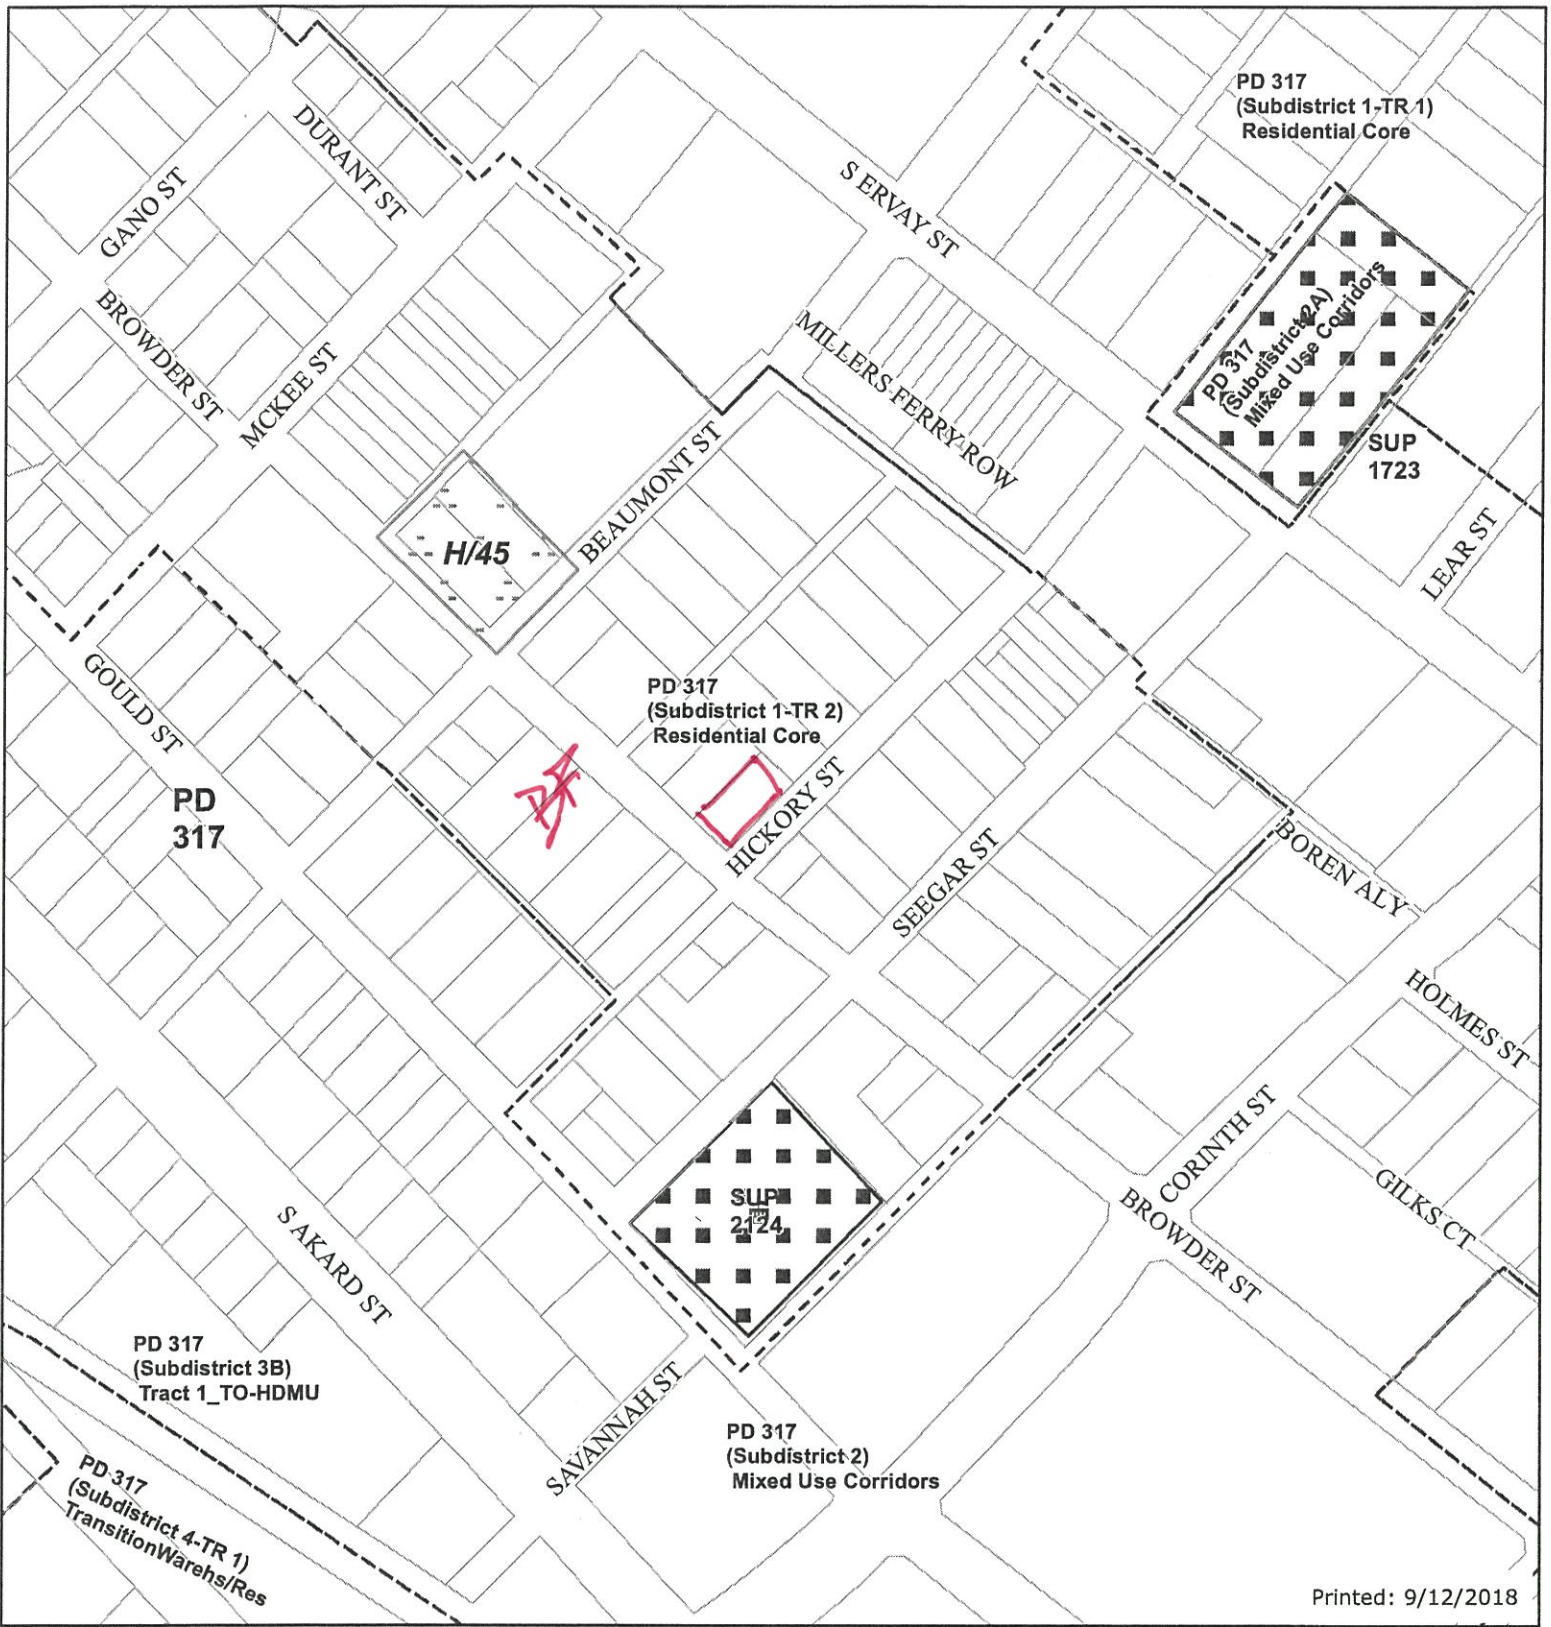 PD 317
(Subdistrict 1-TR 1)
Residential Core
DURANT ST
GANO ST
S ERVAY ST
BROWDER ST
MCKEE ST
MILLERS FERRY ROW
PD 317
(Subdistrict 2A)
Mixed Use Corridors
SUP
1723
BEAUMONT ST
LEAR ST
H/45
GOULD ST
PD 317
(Subdistrict 1-TR 2)
Residential Core
PD
317
HICKORY ST
SEEGAR ST
BOREN ALY
HOLMES ST
CORINTH ST
GILKS CT
BROWDER ST
SUP
2124
S AKARD ST
PD 317
(Subdistrict 3B)
Tract 1_TO-HDMU
SAVANNAH ST
PD 317
(Subdistrict 2)
Mixed Use Corridors
PD 317
(Subdistrict 4-TR 1)
TransitionWarehs/Res
Printed: 9/12/2018